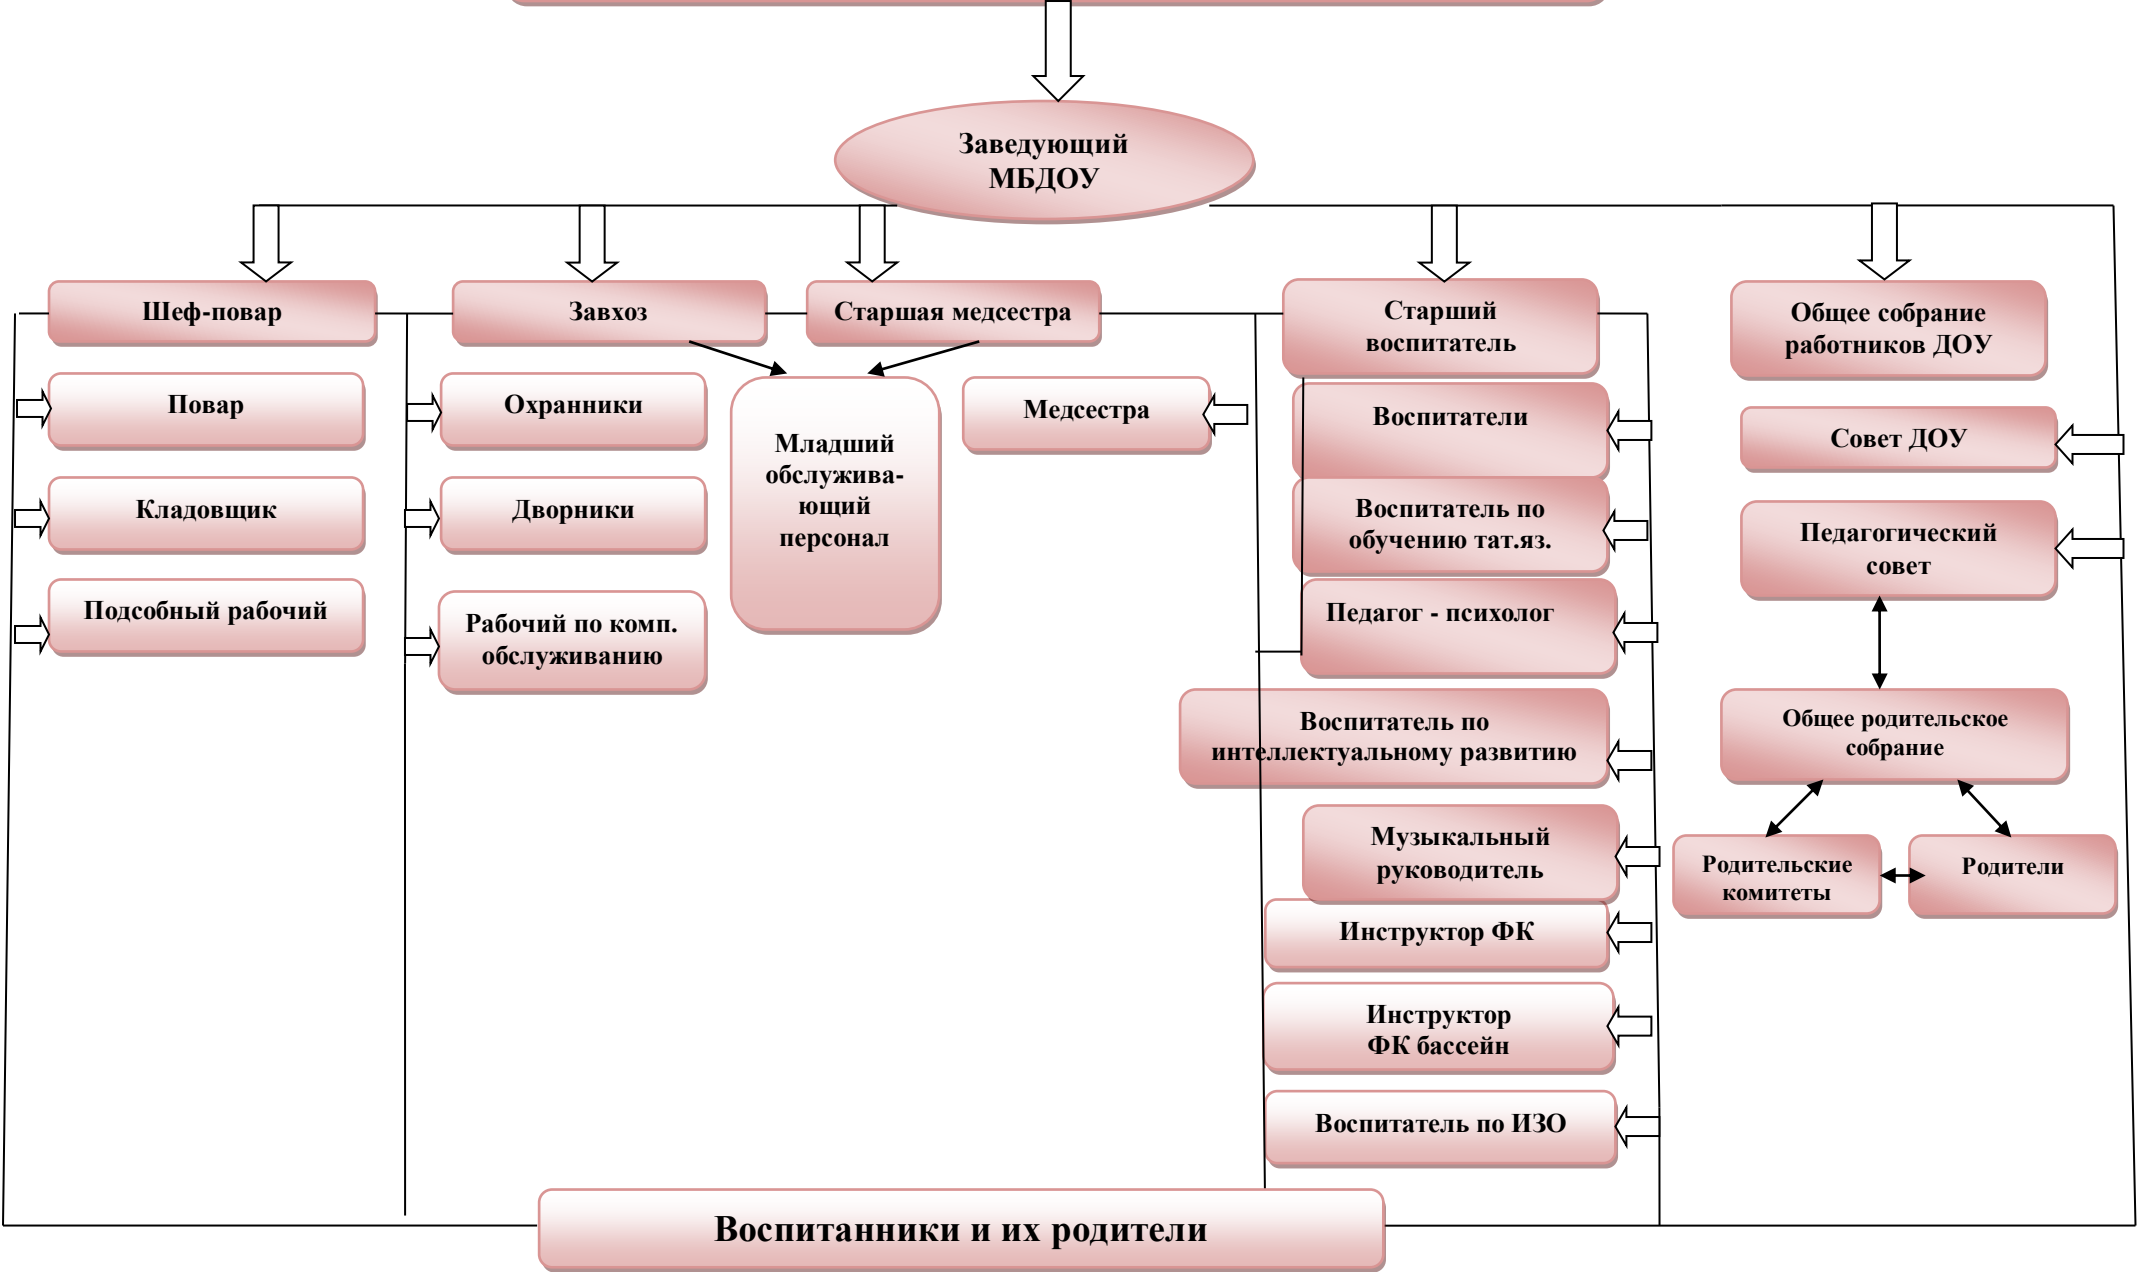 Заведующий
МБДОУ
Шеф-повар
Завхоз
Старшая медсестра
Старший
воспитатель
Общее собрание
работников ДОУ
Повар
Кладовщик
Подсобный рабочий
Охранники
Дворники
Рабочий по комп.
обслуживанию
Младший
обслужива-
ющий
персонал
Медсестра
Воспитатели
Воспитатель по
обучению тат.яз.
Педагог - психолог
Воспитатель по
интеллектуальному развитию
Музыкальный
руководитель
Инструктор ФК
Инструктор
ФК бассейн
Воспитатель по ИЗО
Совет ДОУ
Педагогический
совет
Общее родительское
собрание
Родительские
комитеты
Родители
Воспитанники и их родители